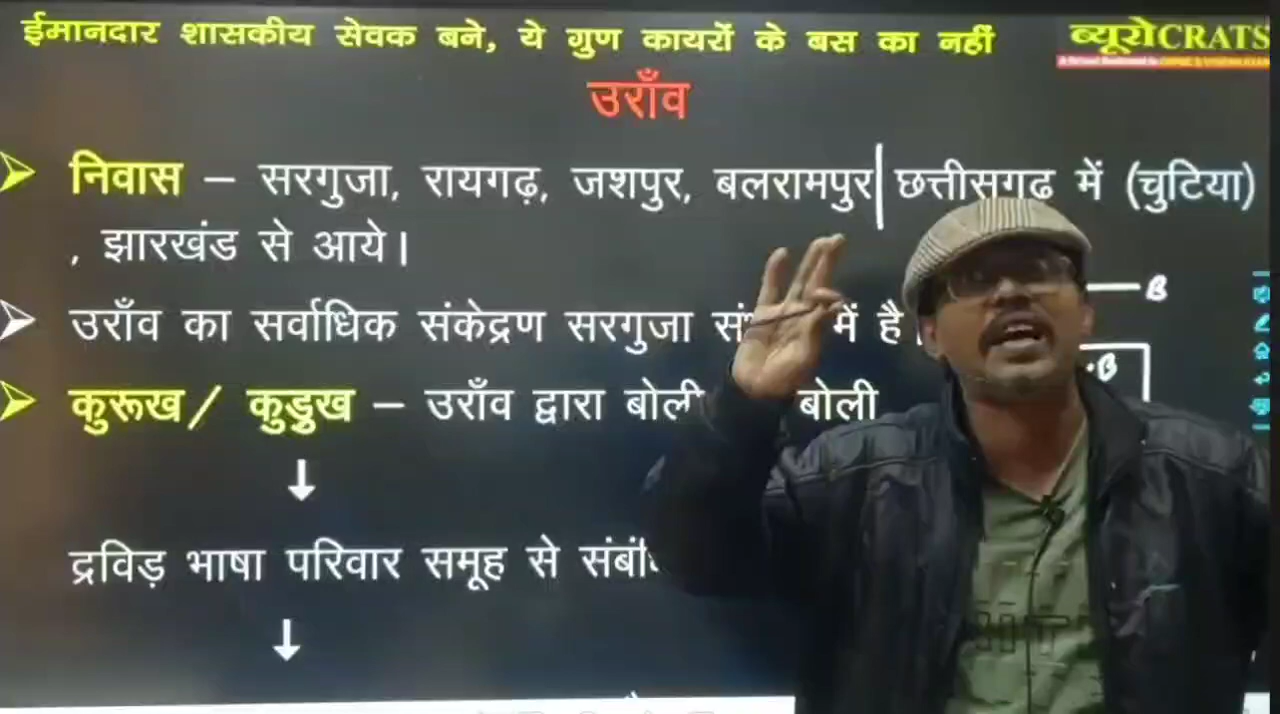 ईमानदार शासकीय सेवक बने, ये गुण कायरों के बस का नहीं
ब्यूरोCRATS
उराँव
निवास – सरगुजा, रायगढ़, जशपुर, बलरामपुर| छत्तीसगढ में (चुटिया)
, झारखंड से आये।
उराँव का सर्वाधिक संकेद्रण सरगुजा में है।
B
B
कुरूख/ कुड़ुख – उराँव द्वारा बोली बोली
↓
द्रविड़ भाषा परिवार समूह से
↓